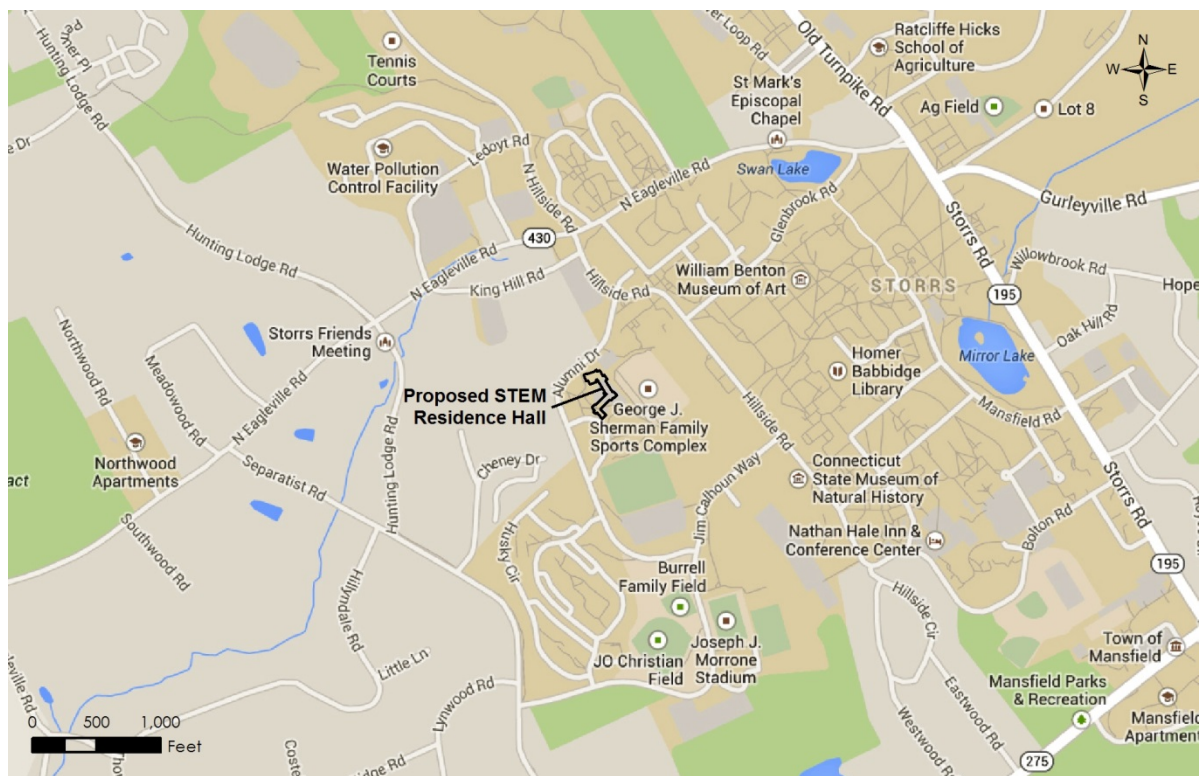 Hunting Lodge Rd
Tennis
Courts
Old Turnpike Rd
Ratcliffe Hicks
School of
Agriculture
N
W E
S
St Mark's
Episcopal
Chapel
Ag Field
Lot 8
Ledoyt Rd
Water Pollution
Control Facility
N Hillside Rd
N Eagleville Rd
Swan Lake
Glenbrook Rd
Gurleyville Rd
Storrs Rd
Hunting Lodge Rd
N Eagleville Rd
430
King Hill Rd
Hillside Rd
William Benton
Museum of Art
STORRS
Willowbrook Rd
195
Oak Hill Rd
Storrs Friends
Meeting
Northwood Rd
Meadowood Rd
N Eagleville Rd
Alumni Dr
Mirror Lake
Homer
Babbidge
Library
Proposed STEM
Residence Hall
George J.
Sherman Family
Sports Complex
Hillside Rd
Mansfield Rd
Northwood
Apartments
Separatist Rd
Hunting Lodge Rd
Cheney Dr
Jim Calhoun Way
Connecticut
State Museum of
Natural History
Storrs Rd
Southwood Rd
Husky Cir
Nathan Hale Inn &
Conference Center
Bolton Rd
195
Hillyndale Rd
Burrell
Family Field
Hillside Cir
Little Ln
Lynwood Rd
JO Christian
Field
Joseph J.
Morrone
Stadium
Town of
Mansfield
Mansfield Parks
& Recreation
Westwood Rd
Eastwood Rd
275
0 500 1,000
Feet